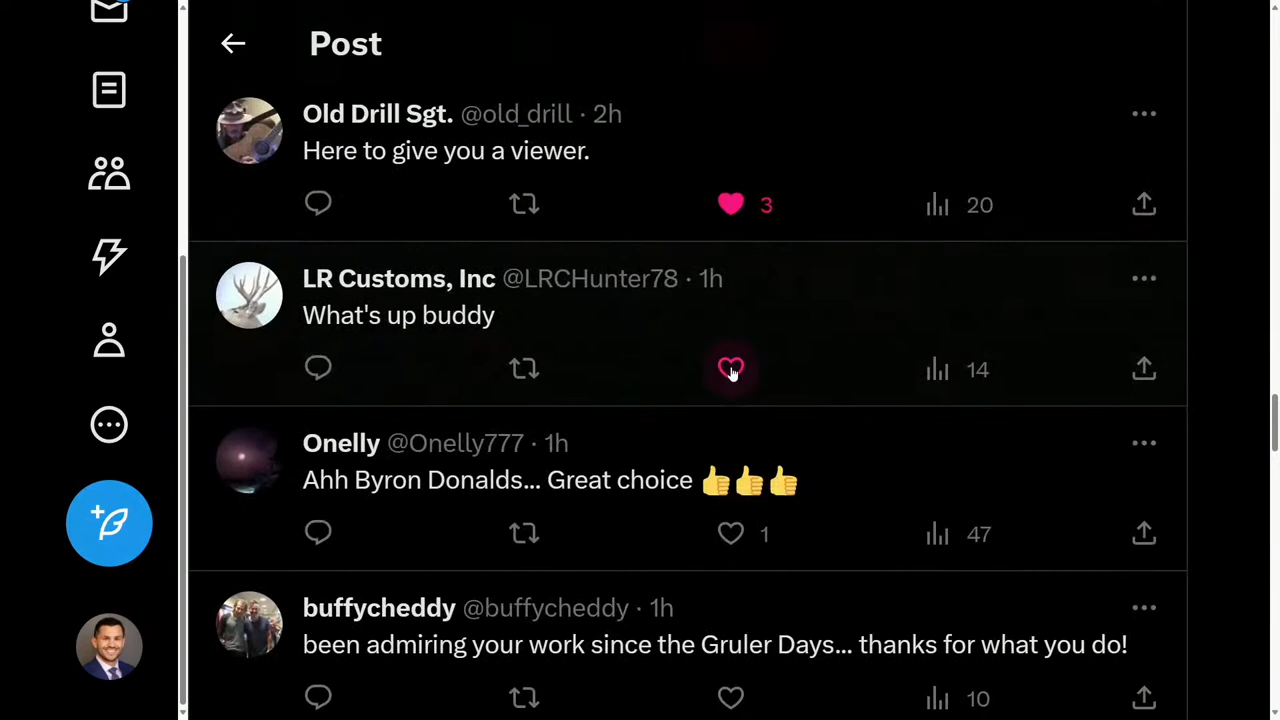 Post
Old Drill Sgt. @old_drill · 2h
Here to give you a viewer.
3 20
LR Customs, Inc @LRCHunter78 · 1h
What's up buddy
14
Onelly @Onelly777 · 1h
Ahh Byron Donalds... Great choice 👍👍👍
1 47
buffycheddy @buffycheddy · 1h
been admiring your work since the Gruler Days... thanks for what you do!
10